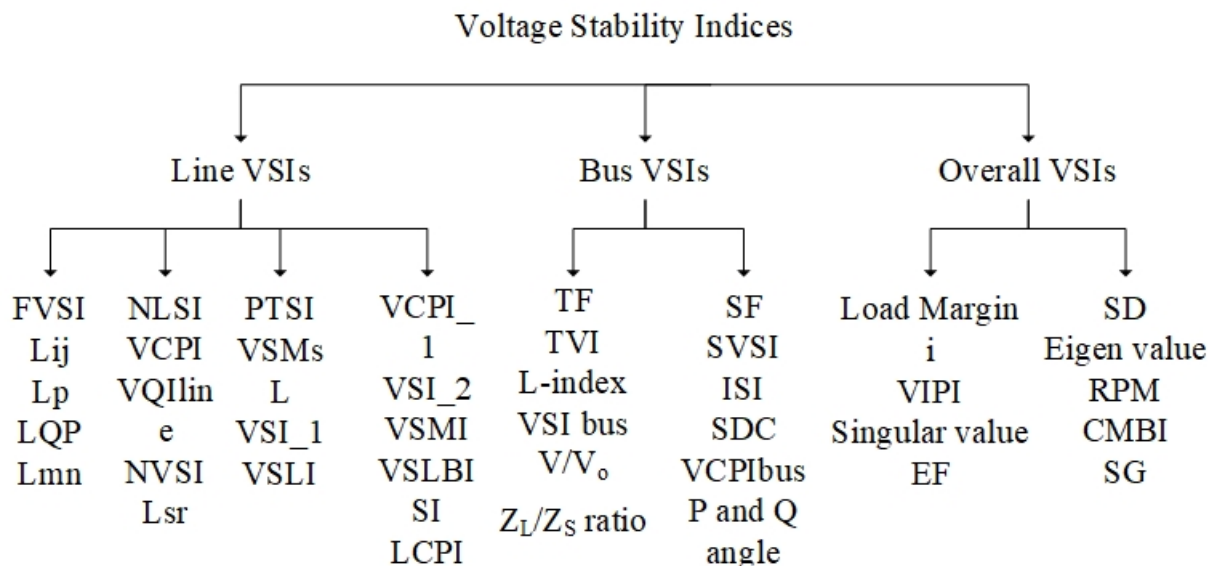 Voltage Stability Indices
Line VSIs
Bus VSIs
Overall VSIs
FVSI
Lij
Lp
LQP
Lmn
NLSI
VCPI
VQIlin
e
NVSI
Lsr
PTSI
VSMs
L
VSI_1
VSLI
VCPI_
1
VSI_2
VSMI
VSLBI
SI
LCPI
TF
TVI
L-index
VSI bus
V/Vₒ
Z_L/Z_S ratio
SF
SVSI
ISI
SDC
VCPIbus
P and Q
angle
Load Margin
i
VIPI
Singular value
EF
SD
Eigen value
RPM
CMBI
SG